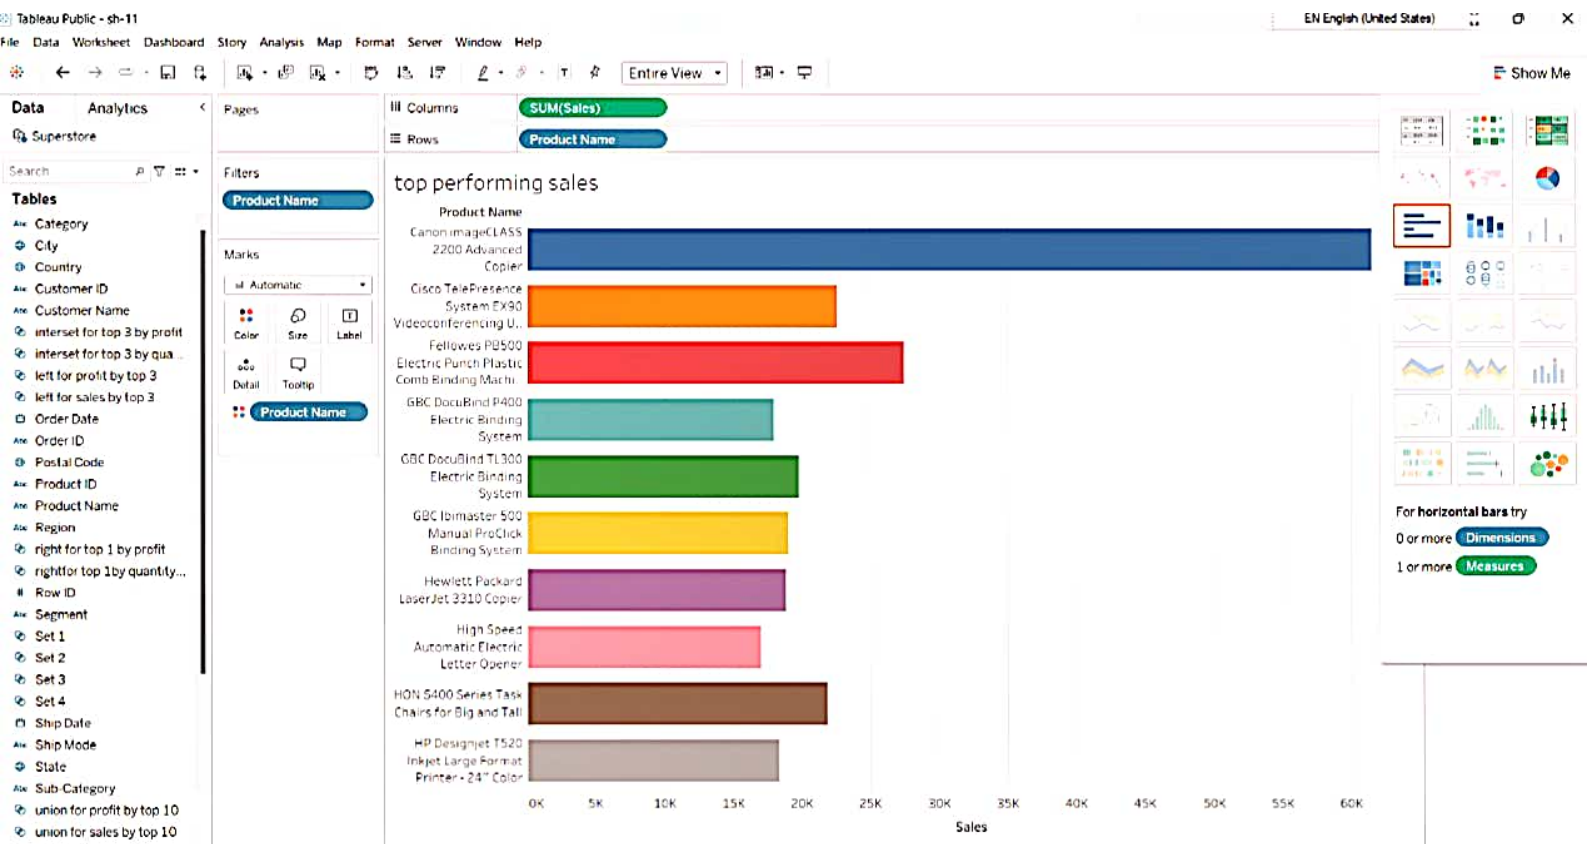 Tableau Public - sh-11
EN English (United States)
File Data Worksheet Dashboard Story Analysis Map Format Server Window Help
Entire View
Show Me
Data Analytics
Superstore
Search
Tables
Category
City
Country
Customer ID
Customer Name
interset for top 3 by profit
interset for top 3 by qua...
left for profit by top 3
left for sales by top 3
Order Date
Order ID
Postal Code
Product ID
Product Name
Region
right for top 1 by profit
rightfor top 1by quantity...
Row ID
Segment
Set 1
Set 2
Set 3
Set 4
Ship Date
Ship Mode
State
Sub-Category
union for profit by top 10
union for sales by top 10
Pages
Filters
Product Name
Marks
Automatic
Color Size Label
Detail Tooltip
Product Name
Columns SUM(Sales)
Rows Product Name
top performing sales
Product Name
Canon imageCLASS
2200 Advanced
Copier
Cisco TelePresence
System EX90
Videoconferencing U..
Fellowes PB500
Electric Punch Plastic
Comb Binding Machi..
GBC DocuBind P400
Electric Binding
System
GBC DocuBind TL300
Electric Binding
System
GBC Ibimaster 500
Manual ProClick
Binding System
Hewlett Packard
LaserJet 3310 Copier
High Speed
Automatic Electric
Letter Opener
HON 5400 Series Task
Chairs for Big and Tall
HP Designjet T520
Inkjet Large Format
Printer - 24" Color
0K 5K 10K 15K 20K 25K 30K 35K 40K 45K 50K 55K 60K
Sales
For horizontal bars try
0 or more Dimensions
1 or more Measures